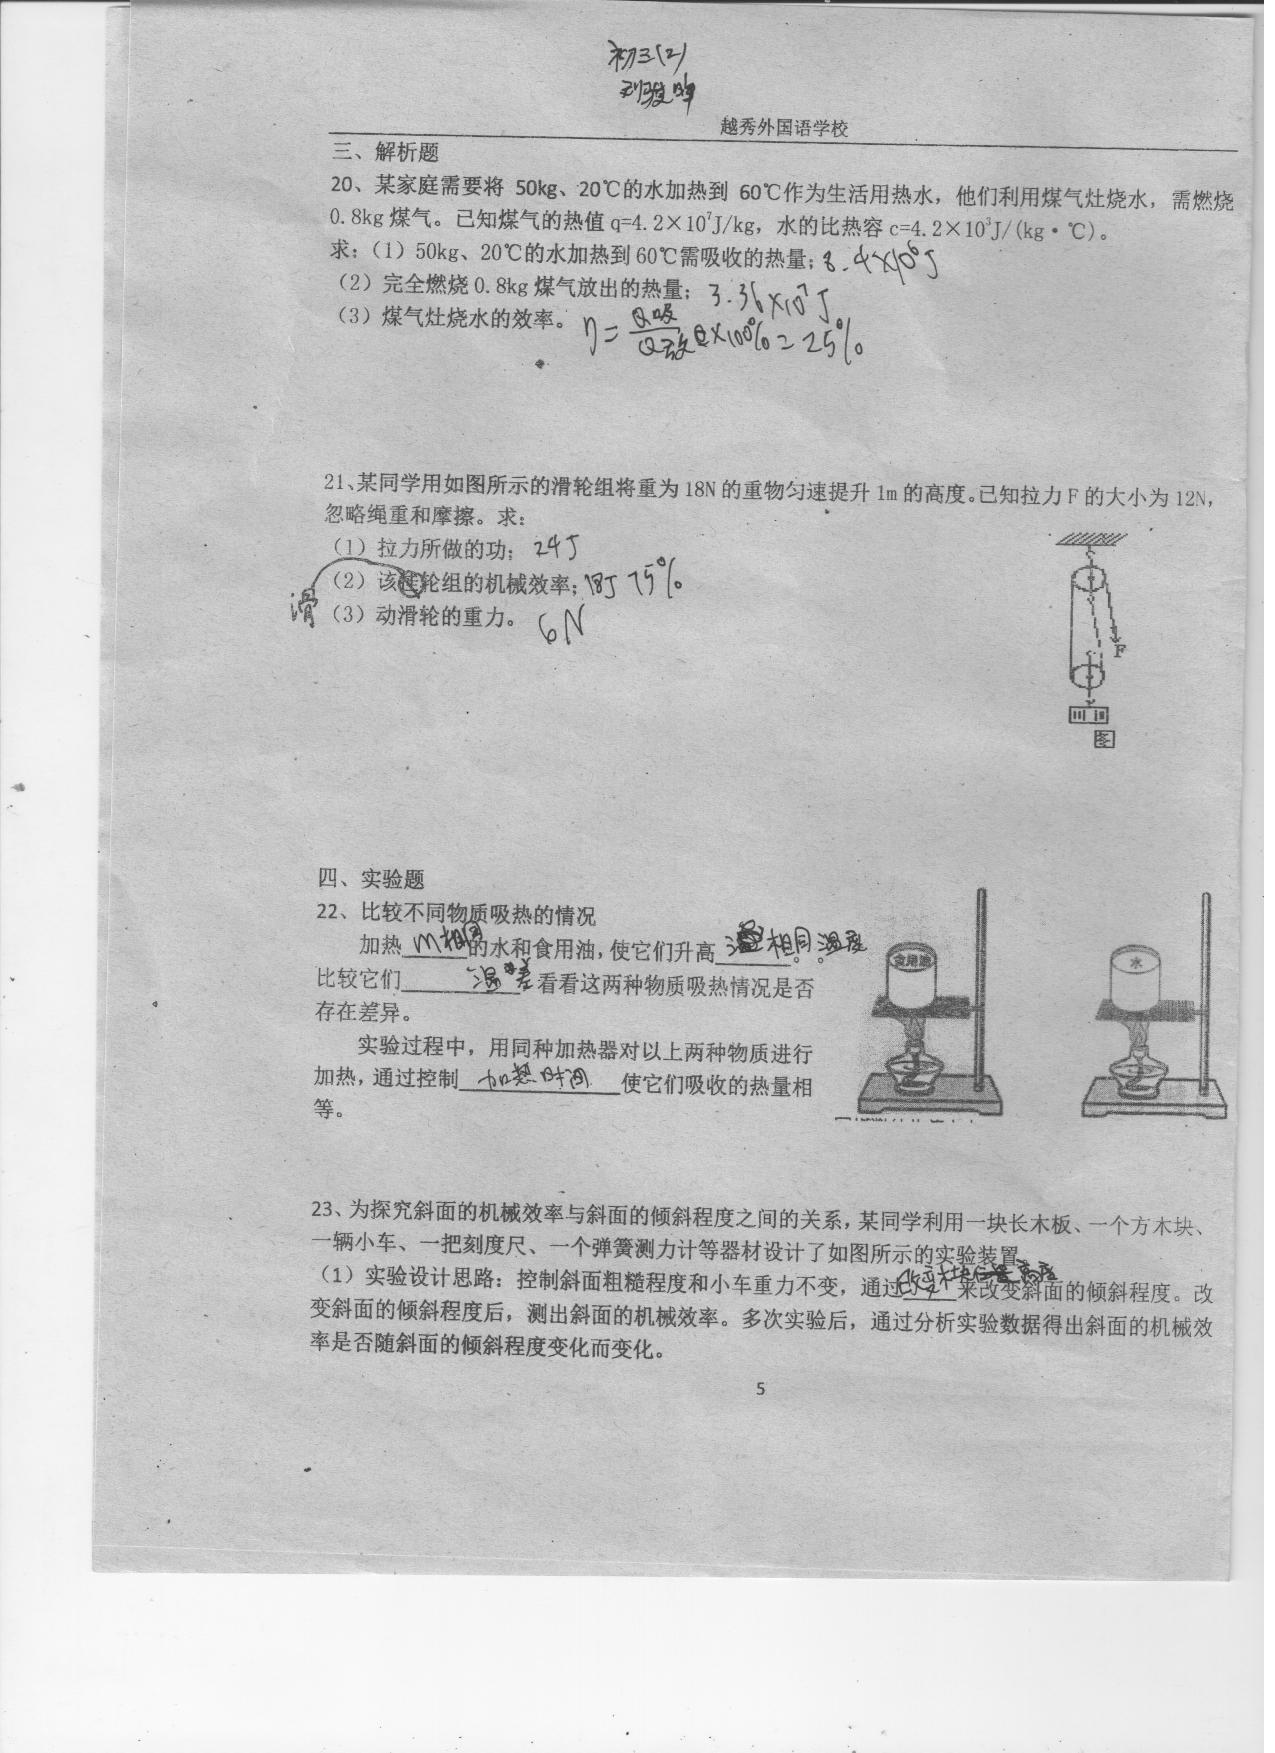 初三(2)
刘骏晖
越秀外国语学校
三、解析题
20、某家庭需要将 50kg、20℃的水加热到 60℃作为生活用热水，他们利用煤气灶烧水，需燃烧
0.8kg 煤气。已知煤气的热值 q=4.2×10⁷J/kg，水的比热容 c=4.2×10³J/(kg·℃)。
求：（1）50kg、20℃的水加热到 60℃需吸收的热量；8.4×10⁶J
（2）完全燃烧 0.8kg 煤气放出的热量；3.36×10⁷J
（3）煤气灶烧水的效率。η=Q吸/Q放×100%=25%
21、某同学用如图所示的滑轮组将重为 18N 的重物匀速提升 1m 的高度。已知拉力 F 的大小为 12N，
忽略绳重和摩擦。求：
（1）拉力所做的功；24J
（2）该轮组的机械效率；18J 75%
滑
（3）动滑轮的重力。6N
F
图
四、实验题
22、比较不同物质吸热的情况
加热m相同的水和食用油，使它们升高相同温度。
比较它们温差，看看这两种物质吸热情况是否
存在差异。
食用油
水
实验过程中，用同种加热器对以上两种物质进行
加热，通过控制加热时间使它们吸收的热量相
等。
23、为探究斜面的机械效率与斜面的倾斜程度之间的关系，某同学利用一块长木板、一个方木块、
一辆小车、一把刻度尺、一个弹簧测力计等器材设计了如图所示的实验装置
（1）实验设计思路：控制斜面粗糙程度和小车重力不变，通过改变木块高度来改变斜面的倾斜程度。改
变斜面的倾斜程度后，测出斜面的机械效率。多次实验后，通过分析实验数据得出斜面的机械效
率是否随斜面的倾斜程度变化而变化。
5